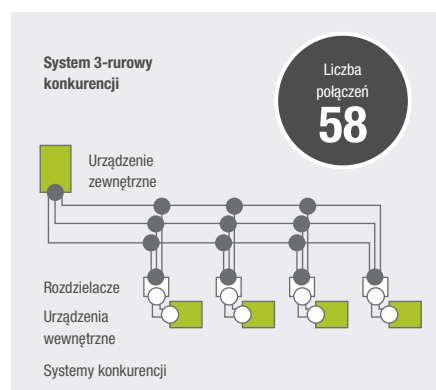 System 3-rurowy
konkurencji
Liczba
połączeń
58
Urządzenie
zewnętrzne
Rozdzielacze
Urządzenia
wewnętrzne
Systemy konkurencji